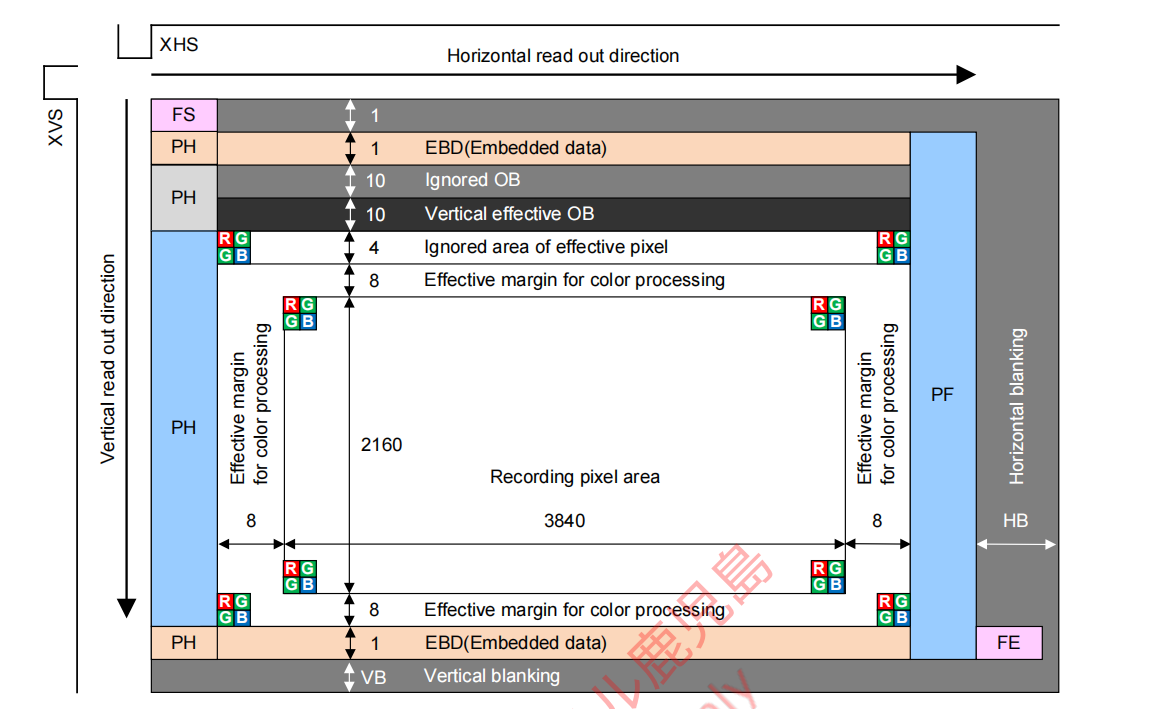 XHS
Horizontal read out direction
XVS
FS
1
PH
1 EBD(Embedded data)
PH
10 Ignored OB
10 Vertical effective OB
R G
G B
4 Ignored area of effective pixel
R G
G B
8 Effective margin for color processing
R G
G B
R G
G B
Vertical read out direction
PH
Effective margin
for color processing
2160
Recording pixel area
Effective margin
for color processing
PF
Horizontal blanking
8
3840
8
HB
R G
G B
R G
G B
R G
G B
8 Effective margin for color processing
R G
G B
PH
1 EBD(Embedded data)
FE
VB Vertical blanking
鹿児島